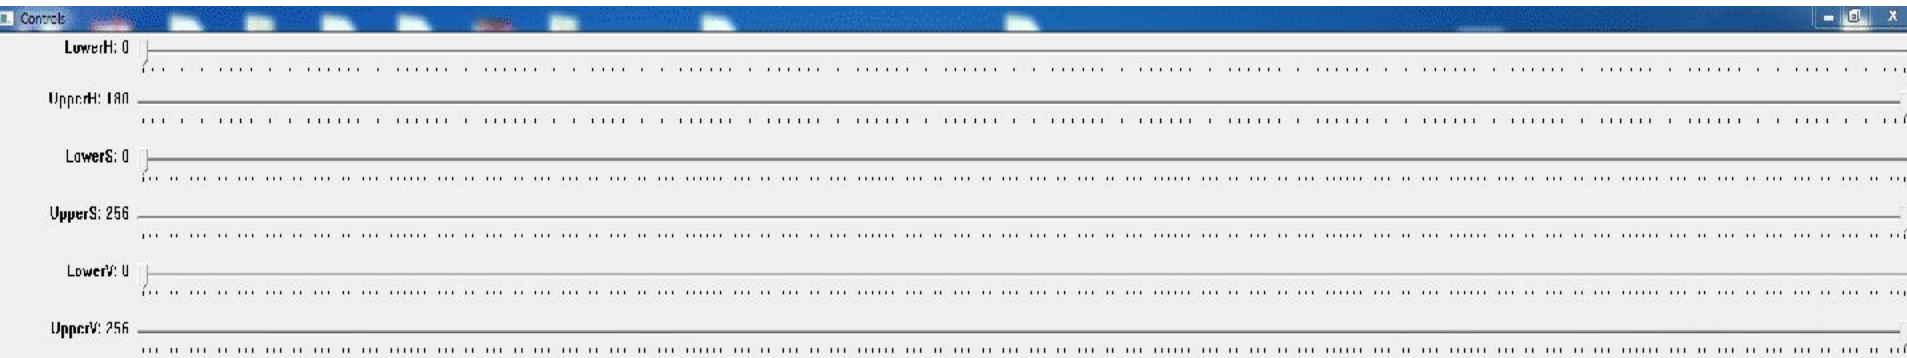 Controls
LowerH: 0
UpperH: 180
LowerS: 0
UpperS: 256
LowerV: 0
UpperV: 256